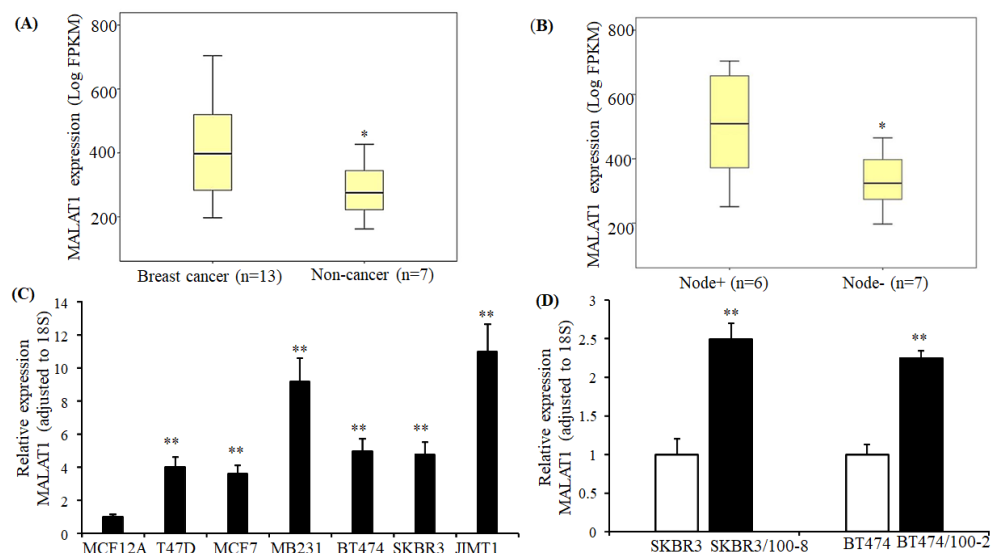 (A)
MALAT1 expression (Log FPKM)
800
600
400
200
*
Breast cancer (n=13)
Non-cancer (n=7)
(B)
MALAT1 expression (Log FPKM)
800
600
400
200
*
Node+ (n=6)
Node- (n=7)
(C)
Relative expression
MALAT1 (adjusted to 18S)
14
12
10
8
6
4
2
0
**
**
**
**
**
**
MCF12A
T47D
MCF7
MB231
BT474
SKBR3
JIMT1
(D)
Relative expression
MALAT1 (adjusted to 18S)
3
2.5
2
1.5
1
0.5
0
**
**
SKBR3
SKBR3/100-8
BT474
BT474/100-2